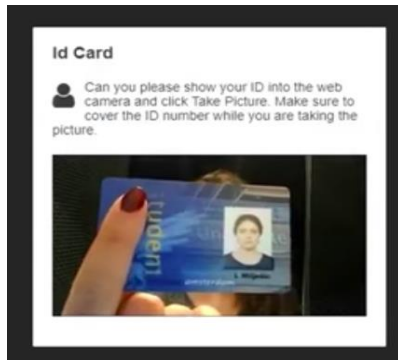 Id Card
Can you please show your ID into the web
camera and click Take Picture. Make sure to
cover the ID number while you are taking the
picture.
student